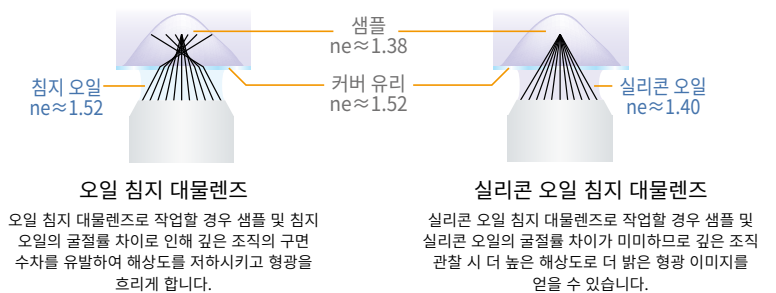 샘플
ne≈1.38
침지 오일
ne≈1.52
커버 유리
ne≈1.52
실리콘 오일
ne≈1.40
오일 침지 대물렌즈
오일 침지 대물렌즈로 작업할 경우 샘플 및 침지
오일의 굴절률 차이로 인해 깊은 조직의 구면
수차를 유발하여 해상도를 저하시키고 형광을
흐리게 합니다.
실리콘 오일 침지 대물렌즈
실리콘 오일 침지 대물렌즈로 작업할 경우 샘플 및
실리콘 오일의 굴절률 차이가 미미하므로 깊은 조직
관찰 시 더 높은 해상도로 더 밝은 형광 이미지를
얻을 수 있습니다.